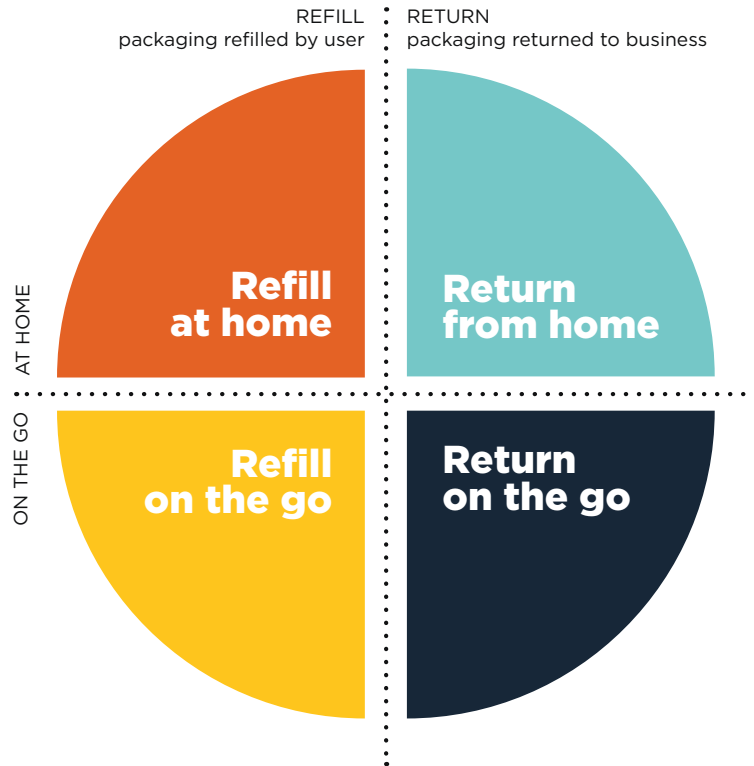 REFILL
packaging refilled by user
RETURN
packaging returned to business
AT HOME
Refill
at home
Return
from home
ON THE GO
Refill
on the go
Return
on the go